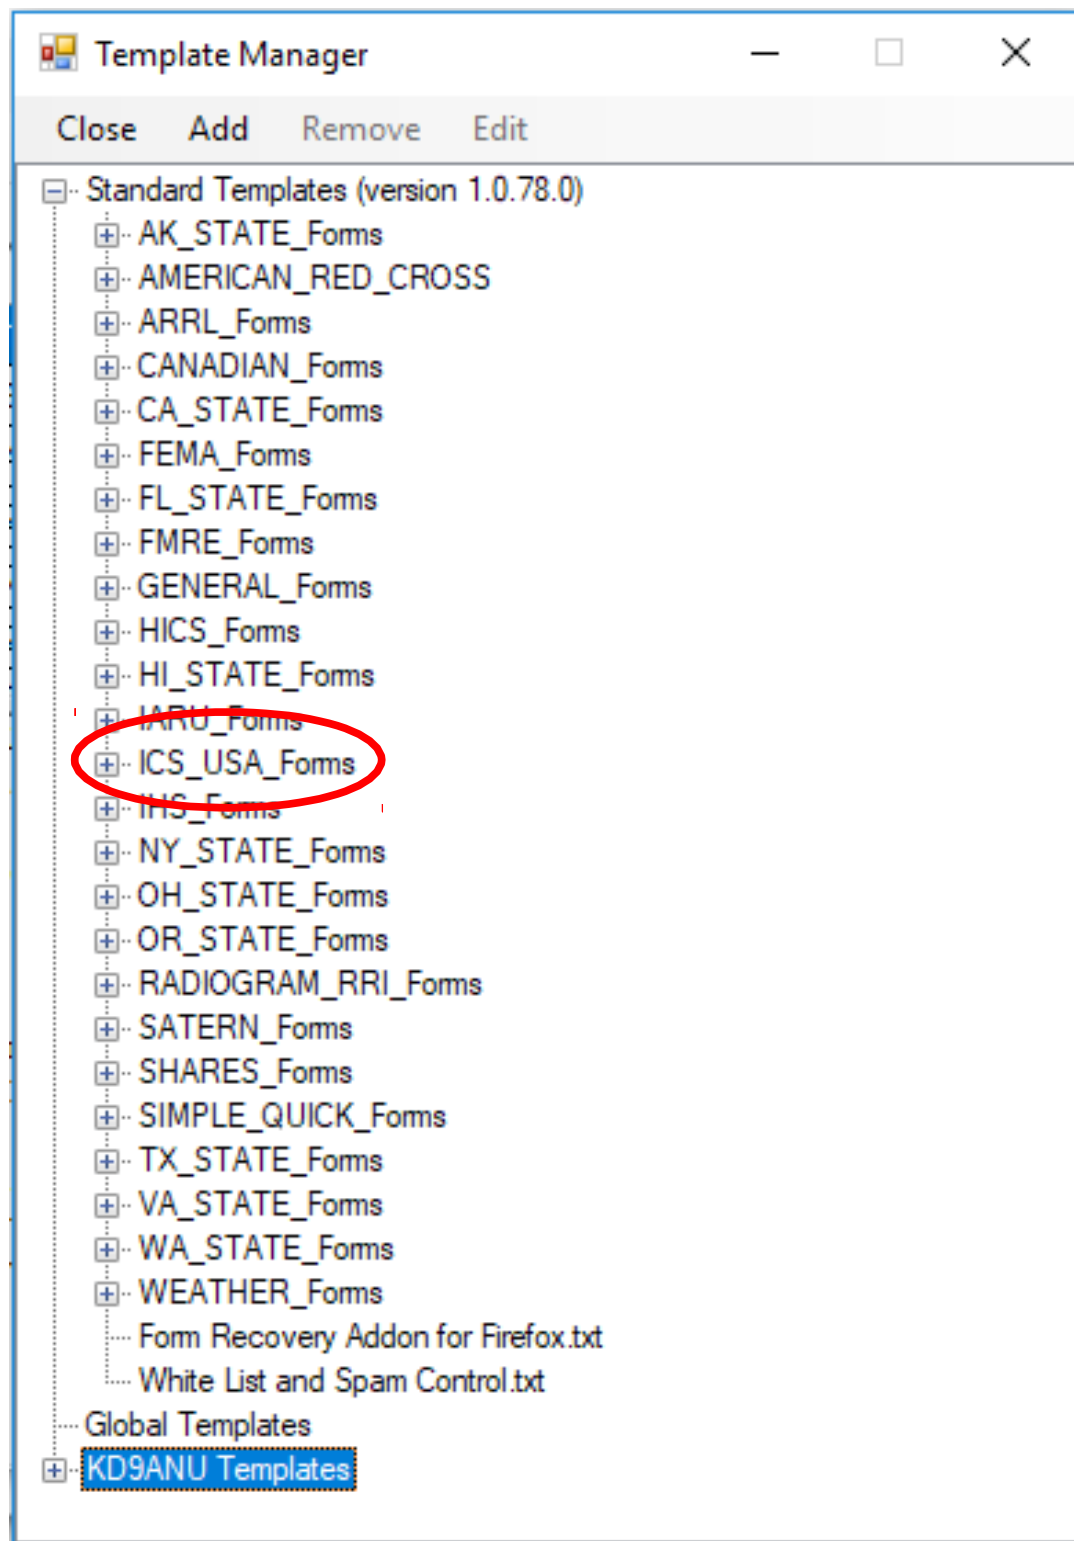 Template Manager
Close Add Remove Edit
Standard Templates (version 1.0.78.0)
AK_STATE_Forms
AMERICAN_RED_CROSS
ARRL_Forms
CANADIAN_Forms
CA_STATE_Forms
FEMA_Forms
FL_STATE_Forms
FMRE_Forms
GENERAL_Forms
HICS_Forms
HI_STATE_Forms
IARU_Forms
ICS_USA_Forms
IHS_Forms
NY_STATE_Forms
OH_STATE_Forms
OR_STATE_Forms
RADIOGRAM_RRI_Forms
SATERN_Forms
SHARES_Forms
SIMPLE_QUICK_Forms
TX_STATE_Forms
VA_STATE_Forms
WA_STATE_Forms
WEATHER_Forms
Form Recovery Addon for Firefox.txt
White List and Spam Control.txt
Global Templates
KD9ANU Templates